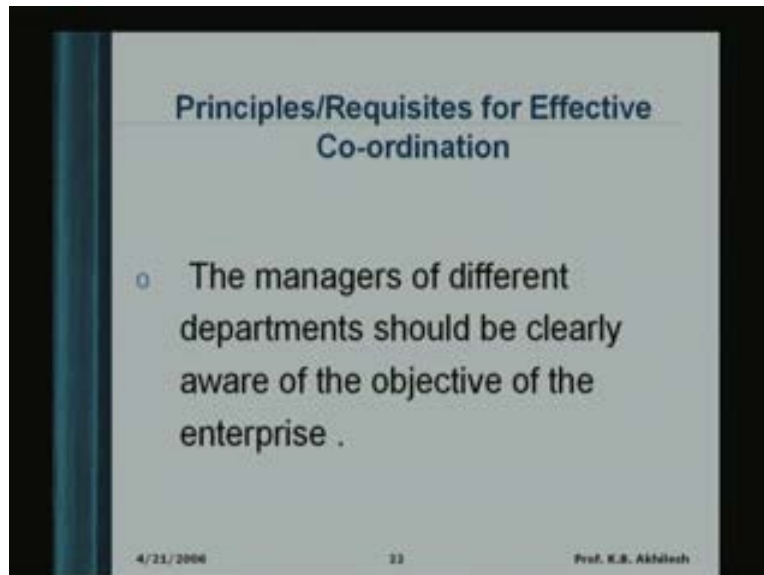 Principles/Requisites for Effective
Co-ordination
o The managers of different
departments should be clearly
aware of the objective of the
enterprise .
4/21/2006 33 Prof. K.B. Akhilesh